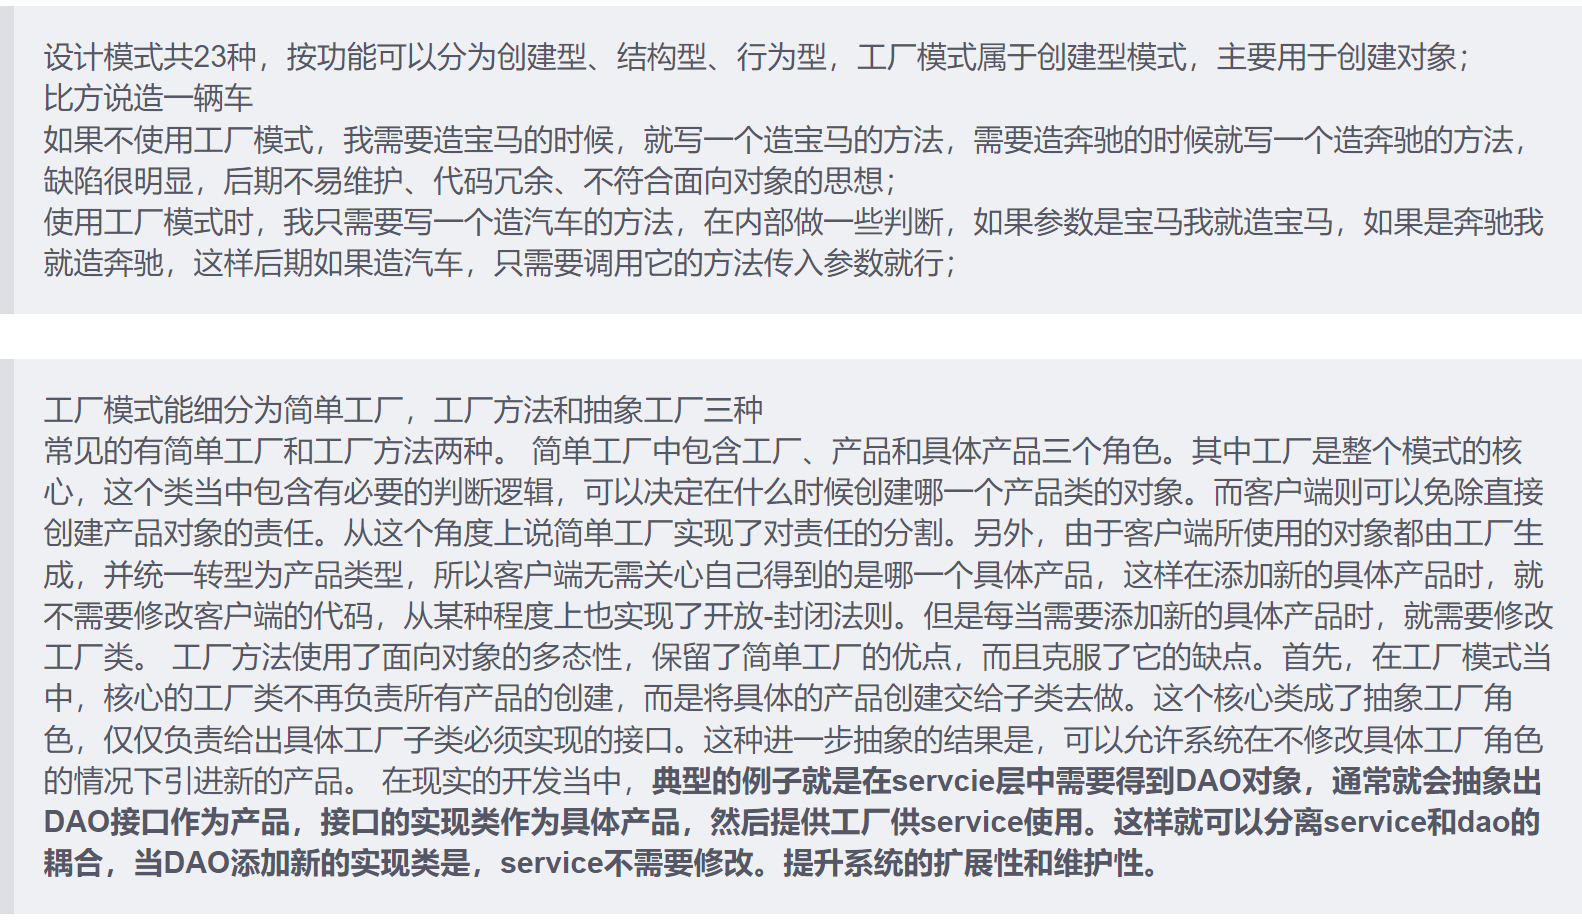 设计模式共23种，按功能可以分为创建型、结构型、行为型，工厂模式属于创建型模式，主要用于创建对象；
比方说造一辆车
如果不使用工厂模式，我需要造宝马的时候，就写一个造宝马的方法，需要造奔驰的时候就写一个造奔驰的方法，
缺陷很明显，后期不易维护、代码冗余、不符合面向对象的思想；
使用工厂模式时，我只需要写一个造汽车的方法，在内部做一些判断，如果参数是宝马我就造宝马，如果是奔驰我
就造奔驰，这样后期如果造汽车，只需要调用它的方法传入参数就行；
工厂模式能细分为简单工厂，工厂方法和抽象工厂三种
常见的有简单工厂和工厂方法两种。 简单工厂中包含工厂、产品和具体产品三个角色。其中工厂是整个模式的核
心，这个类当中包含有必要的判断逻辑，可以决定在什么时候创建哪一个产品类的对象。而客户端则可以免除直接
创建产品对象的责任。从这个角度上说简单工厂实现了对责任的分割。另外，由于客户端所使用的对象都由工厂生
成，并统一转型为产品类型，所以客户端无需关心自己得到的是哪一个具体产品，这样在添加新的具体产品时，就
不需要修改客户端的代码，从某种程度上也实现了开放-封闭法则。但是每当需要添加新的具体产品时，就需要修改
工厂类。 工厂方法使用了面向对象的多态性，保留了简单工厂的优点，而且克服了它的缺点。首先，在工厂模式当
中，核心的工厂类不再负责所有产品的创建，而是将具体的产品创建交给子类去做。这个核心类成了抽象工厂角
色，仅仅负责给出具体工厂子类必须实现的接口。这种进一步抽象的结果是，可以允许系统在不修改具体工厂角色
的情况下引进新的产品。 在现实的开发当中，典型的例子就是在servcie层中需要得到DAO对象，通常就会抽象出
DAO接口作为产品，接口的实现类作为具体产品，然后提供工厂供service使用。这样就可以分离service和dao的
耦合，当DAO添加新的实现类是，service不需要修改。提升系统的扩展性和维护性。